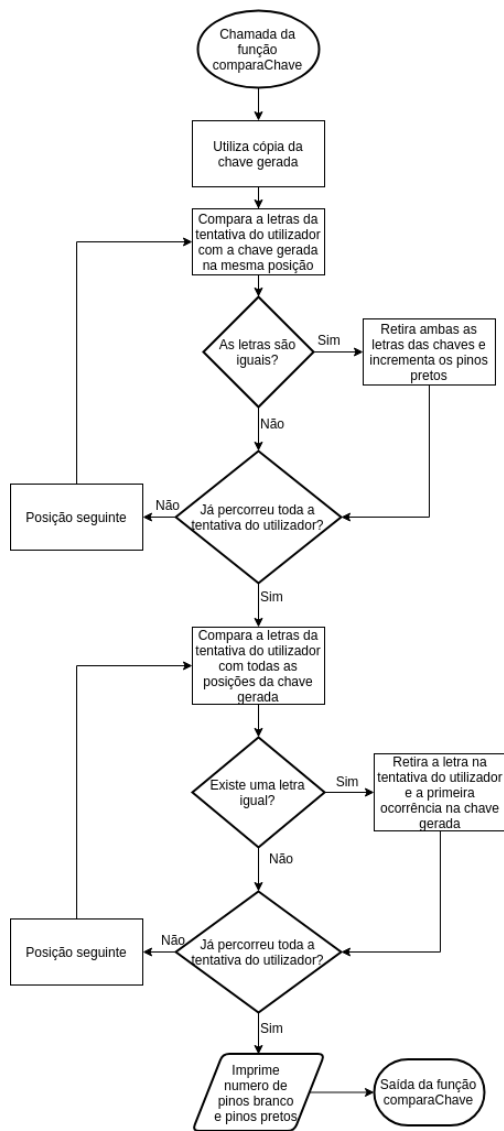 Chamada da
função
comparaChave
Utiliza cópia da
chave gerada
Compara a letras da
tentativa do utilizador
com a chave gerada
na mesma posição
As letras são
iguais?
Sim
Retira ambas as
letras das chaves e
incrementa os pinos
pretos
Não
Já percorreu toda a
tentativa do utilizador?
Não
Posição seguinte
Sim
Compara a letras da
tentativa do utilizador
com todas as
posições da chave
gerada
Existe uma letra
igual?
Sim
Retira a letra na
tentativa do utilizador
e a primeira
ocorrência na chave
gerada
Não
Já percorreu toda a
tentativa do utilizador?
Não
Posição seguinte
Sim
Imprime
numero de
pinos branco
e pinos pretos
Saída da função
comparaChave